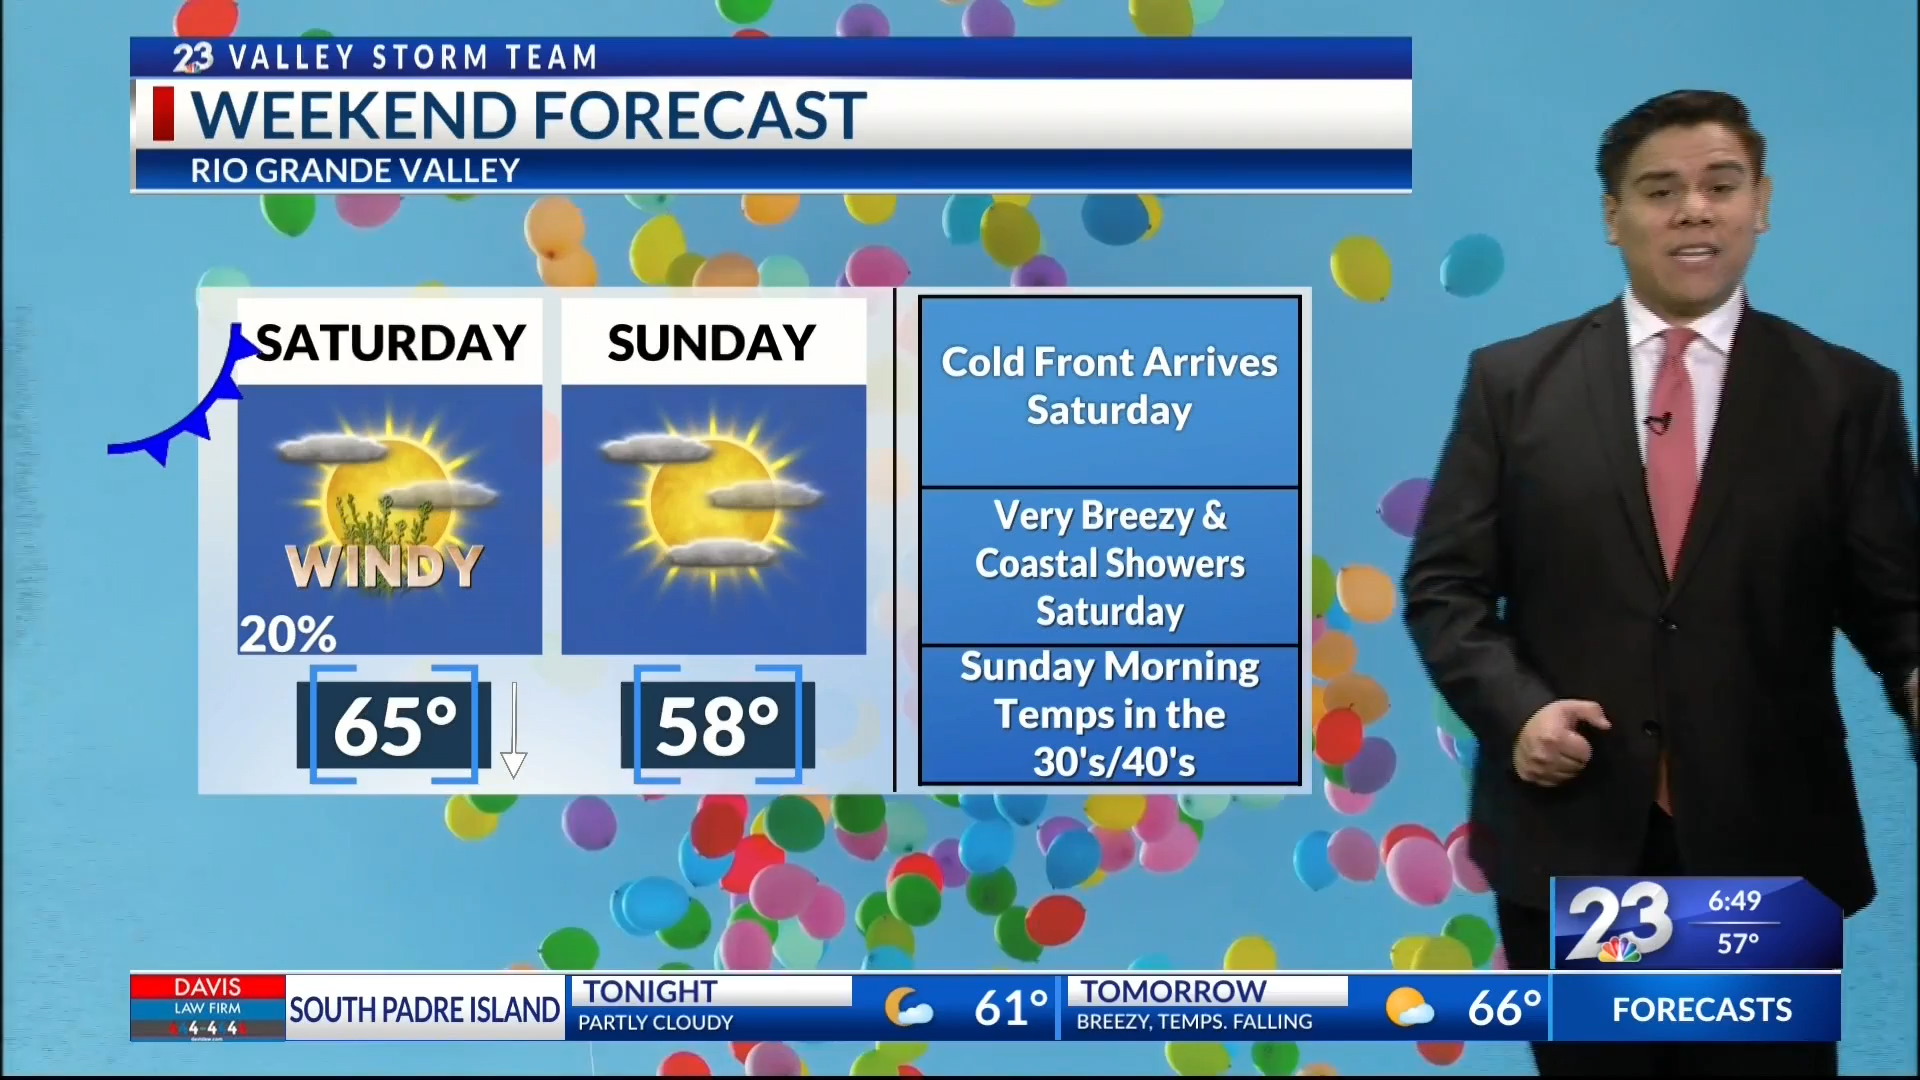 23 VALLEY STORM TEAM
WEEKEND FORECAST
RIO GRANDE VALLEY
SATURDAY
SUNDAY
WINDY
20%
65°
58°
Cold Front Arrives
Saturday
Very Breezy &
Coastal Showers
Saturday
Sunday Morning
Temps in the
30's/40's
23
6:49
57°
DAVIS
LAW FIRM
SOUTH PADRE ISLAND
TONIGHT
PARTLY CLOUDY
61°
TOMORROW
BREEZY, TEMPS. FALLING
66°
FORECASTS